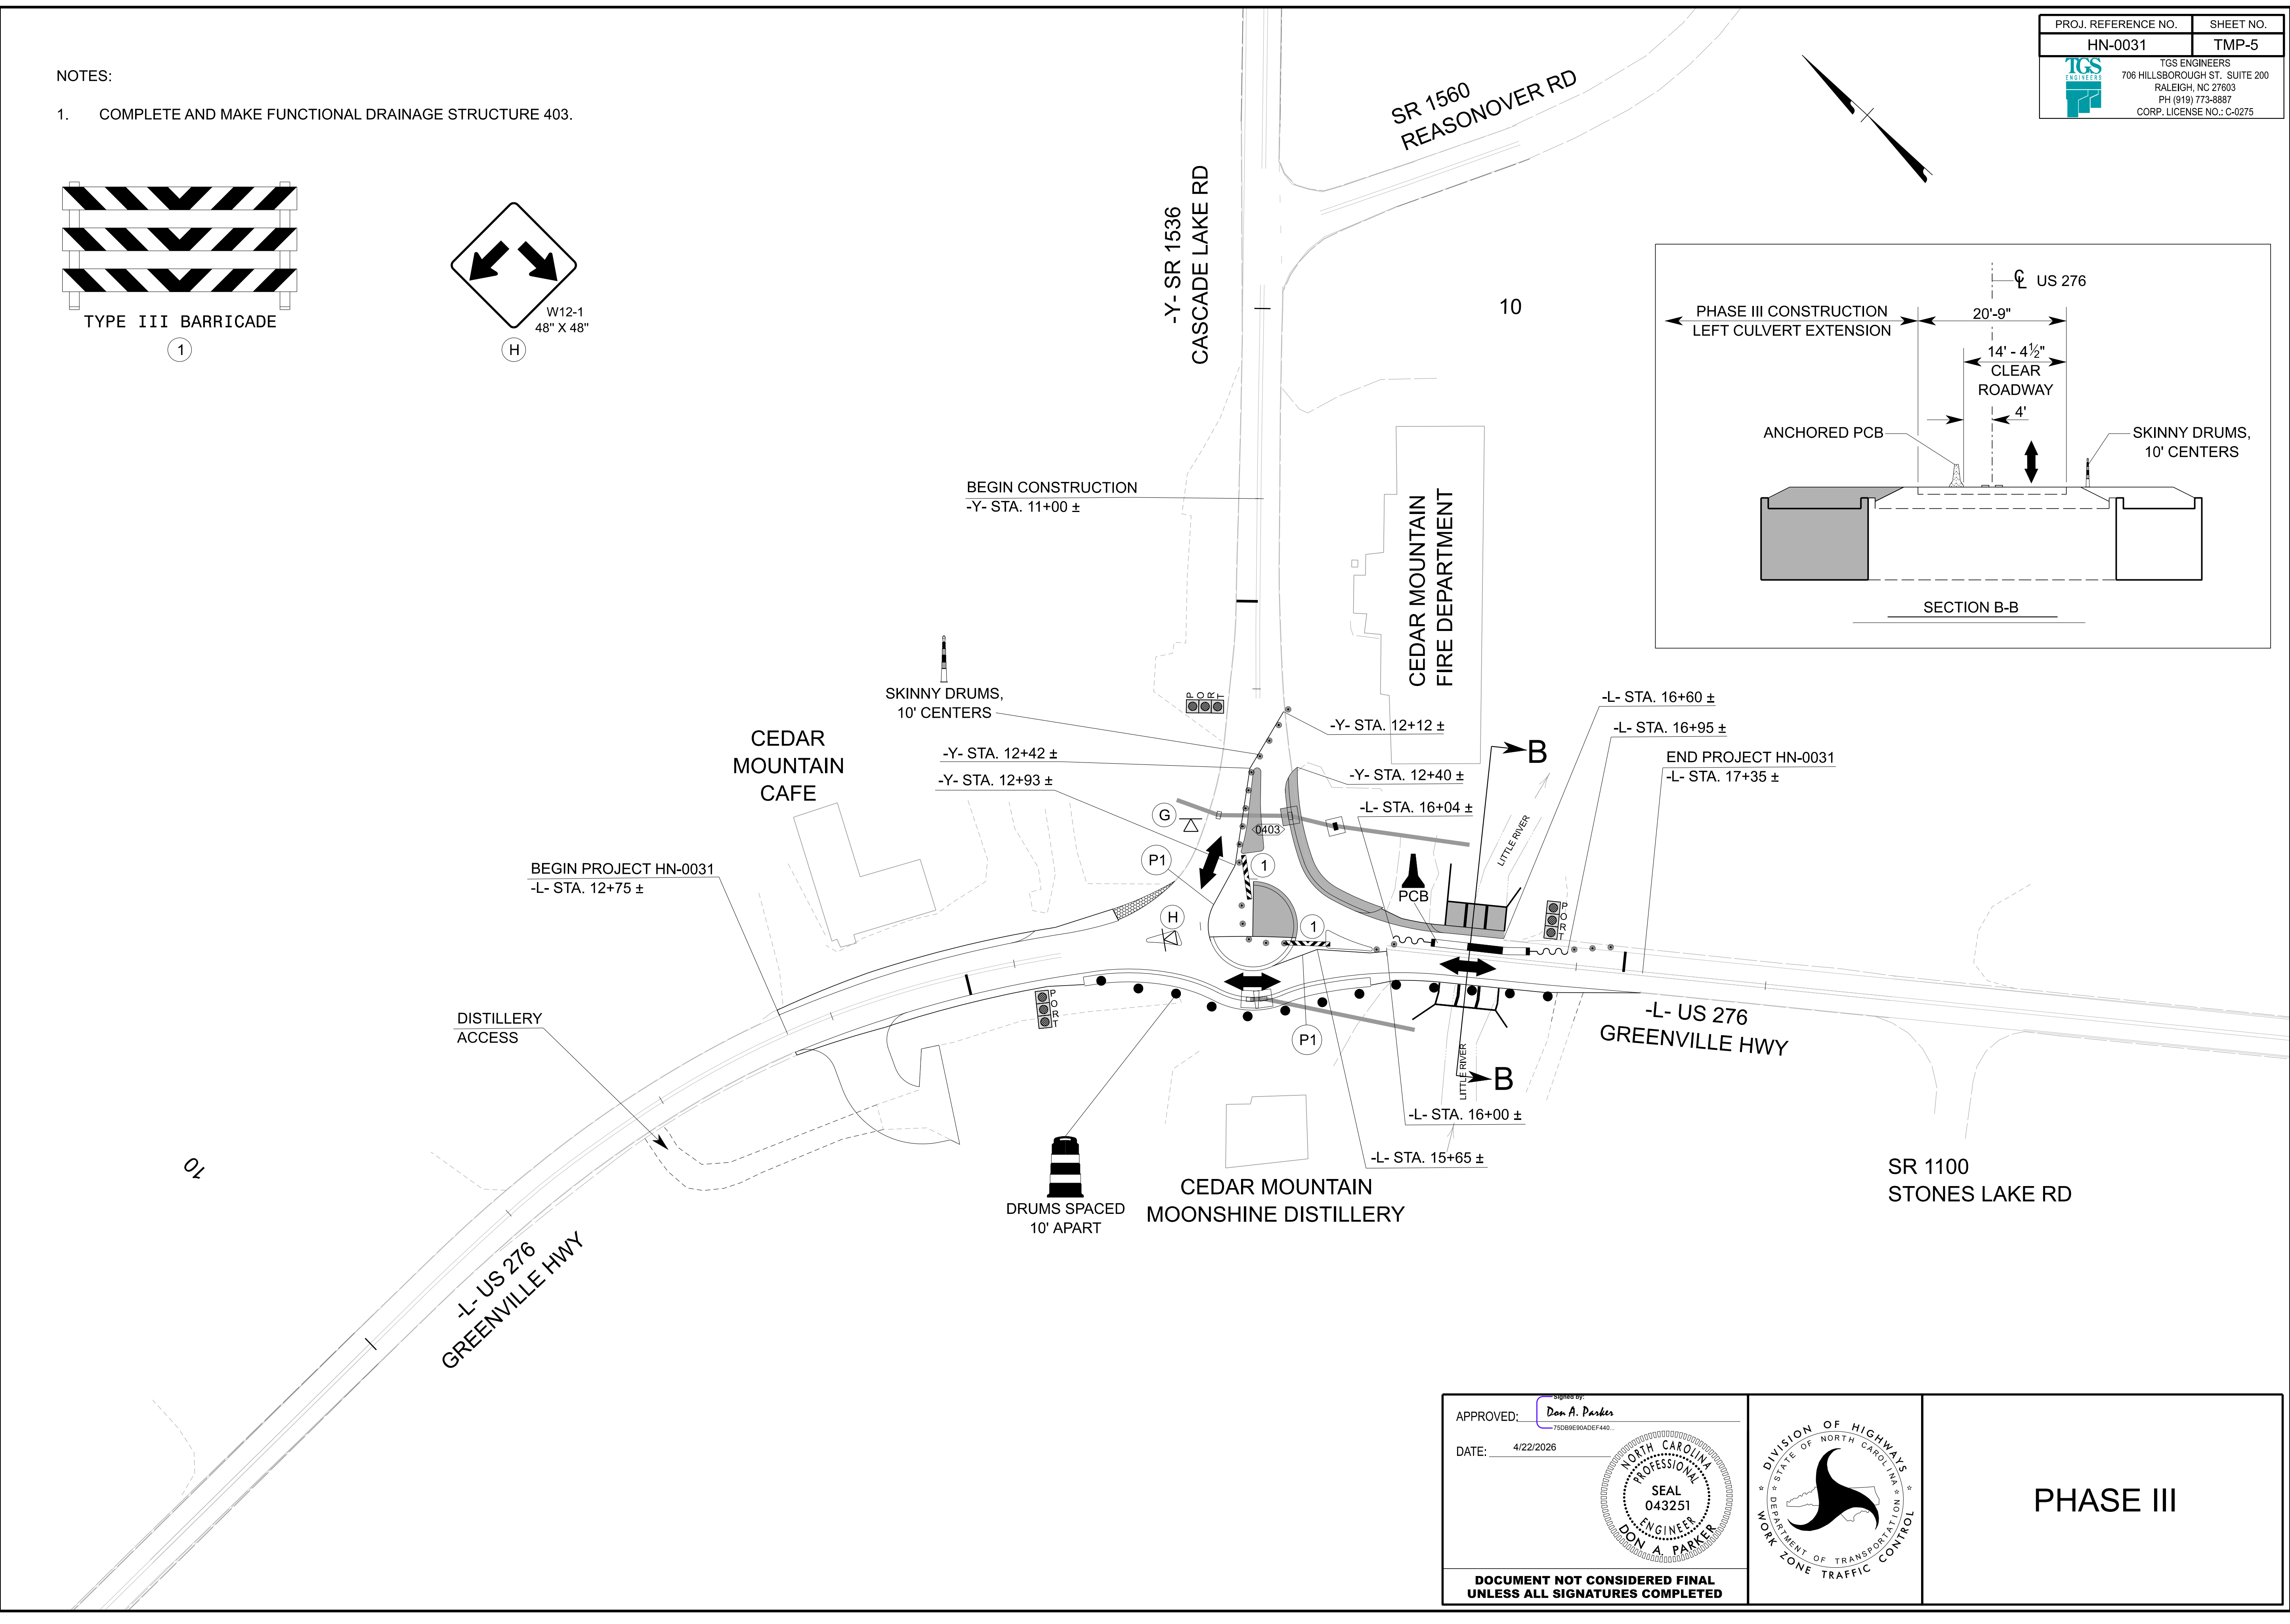 PROJ. REFERENCE NO.
SHEET NO.
HN-0031
TMP-5
TGS
ENGINEERS
TGS ENGINEERS
706 HILLSBOROUGH ST. SUITE 200
RALEIGH, NC 27603
PH (919) 773-8887
CORP. LICENSE NO.: C-0275
NOTES:
1. COMPLETE AND MAKE FUNCTIONAL DRAINAGE STRUCTURE 403.
TYPE III BARRICADE
1
W12-1
48" X 48"
H
SR 1560
REASONOVER RD
-Y- SR 1536
CASCADE LAKE RD
10
℄ US 276
PHASE III CONSTRUCTION
LEFT CULVERT EXTENSION
20'-9"
14' - 4½"
CLEAR
ROADWAY
4'
ANCHORED PCB
SKINNY DRUMS,
10' CENTERS
SECTION B-B
BEGIN CONSTRUCTION
-Y- STA. 11+00 ±
CEDAR MOUNTAIN
FIRE DEPARTMENT
SKINNY DRUMS,
10' CENTERS
PORT
-Y- STA. 12+12 ±
-L- STA. 16+60 ±
-L- STA. 16+95 ±
END PROJECT HN-0031
-L- STA. 17+35 ±
CEDAR
MOUNTAIN
CAFE
-Y- STA. 12+42 ±
-Y- STA. 12+93 ±
-Y- STA. 12+40 ±
-L- STA. 16+04 ±
B
G
0403
LITTLE RIVER
P1
1
PCB
BEGIN PROJECT HN-0031
-L- STA. 12+75 ±
H
1
PORT
PORT
DISTILLERY
ACCESS
P1
-L- US 276
GREENVILLE HWY
LITTLE RIVER
B
-L- STA. 16+00 ±
-L- STA. 15+65 ±
10
DRUMS SPACED
10' APART
CEDAR MOUNTAIN
MOONSHINE DISTILLERY
SR 1100
STONES LAKE RD
-L- US 276
GREENVILLE HWY
Signed by:
APPROVED: Don A. Parker
75DB9E90ADEF440...
DATE: 4/22/2026
NORTH CAROLINA
PROFESSIONAL
SEAL
043251
ENGINEER
DON A. PARKER
DOCUMENT NOT CONSIDERED FINAL
UNLESS ALL SIGNATURES COMPLETED
DIVISION OF HIGHWAYS
STATE OF NORTH CAROLINA
DEPARTMENT OF TRANSPORTATION
WORK ZONE TRAFFIC CONTROL
PHASE III